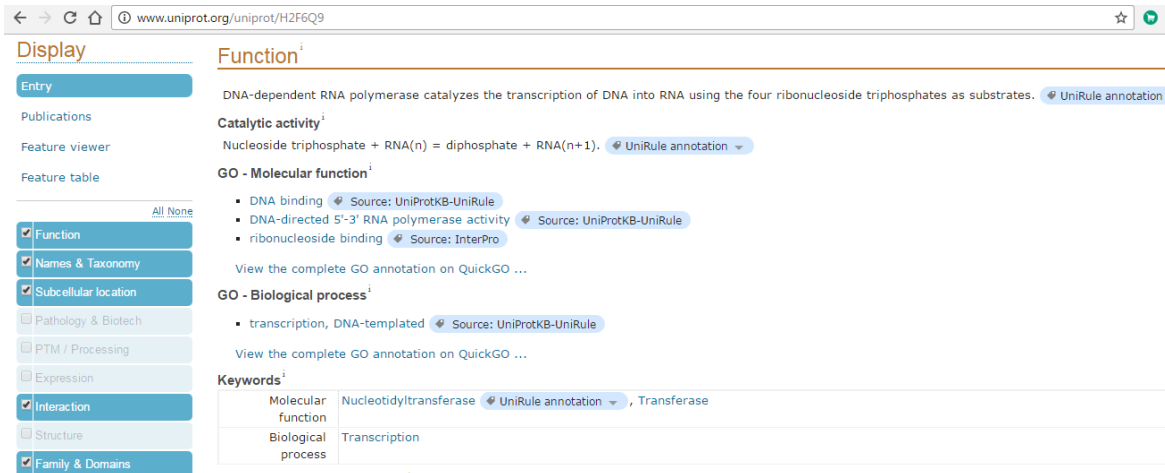 www.uniprot.org/uniprot/H2F6Q9
Display
Entry
Publications
Feature viewer
Feature table
All None
Function
Names & Taxonomy
Subcellular location
Pathology & Biotech
PTM / Processing
Expression
Interaction
Structure
Family & Domains
Function i
DNA-dependent RNA polymerase catalyzes the transcription of DNA into RNA using the four ribonucleoside triphosphates as substrates. UniRule annotation
Catalytic activity i
Nucleoside triphosphate + RNA(n) = diphosphate + RNA(n+1). UniRule annotation
GO - Molecular function i
DNA binding Source: UniProtKB-UniRule
DNA-directed 5'-3' RNA polymerase activity Source: UniProtKB-UniRule
ribonucleoside binding Source: InterPro
View the complete GO annotation on QuickGO ...
GO - Biological process i
transcription, DNA-templated Source: UniProtKB-UniRule
View the complete GO annotation on QuickGO ...
Keywords i
Molecular function Nucleotidyltransferase UniRule annotation , Transferase
Biological process Transcription